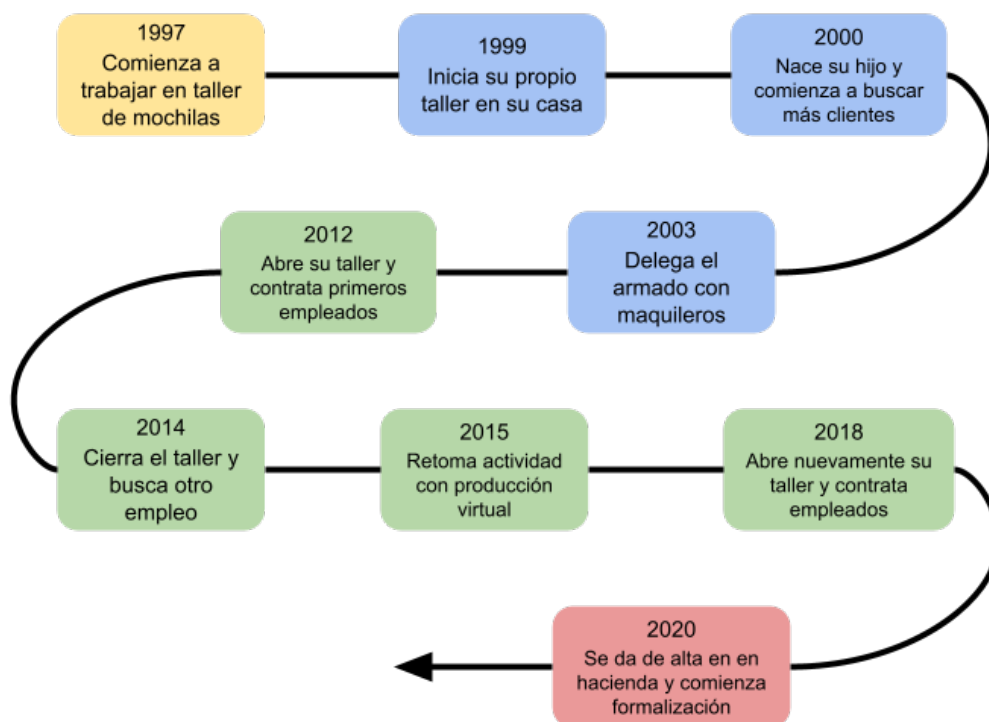 1997
Comienza a
trabajar en taller
de mochilas
1999
Inicia su propio
taller en su casa
2000
Nace su hijo y
comienza a buscar
más clientes
2003
Delega el
armado con
maquileros
2012
Abre su taller y
contrata primeros
empleados
2014
Cierra el taller y
busca otro
empleo
2015
Retoma actividad
con producción
virtual
2018
Abre nuevamente su
taller y contrata
empleados
2020
Se da de alta en en
hacienda y comienza
formalización